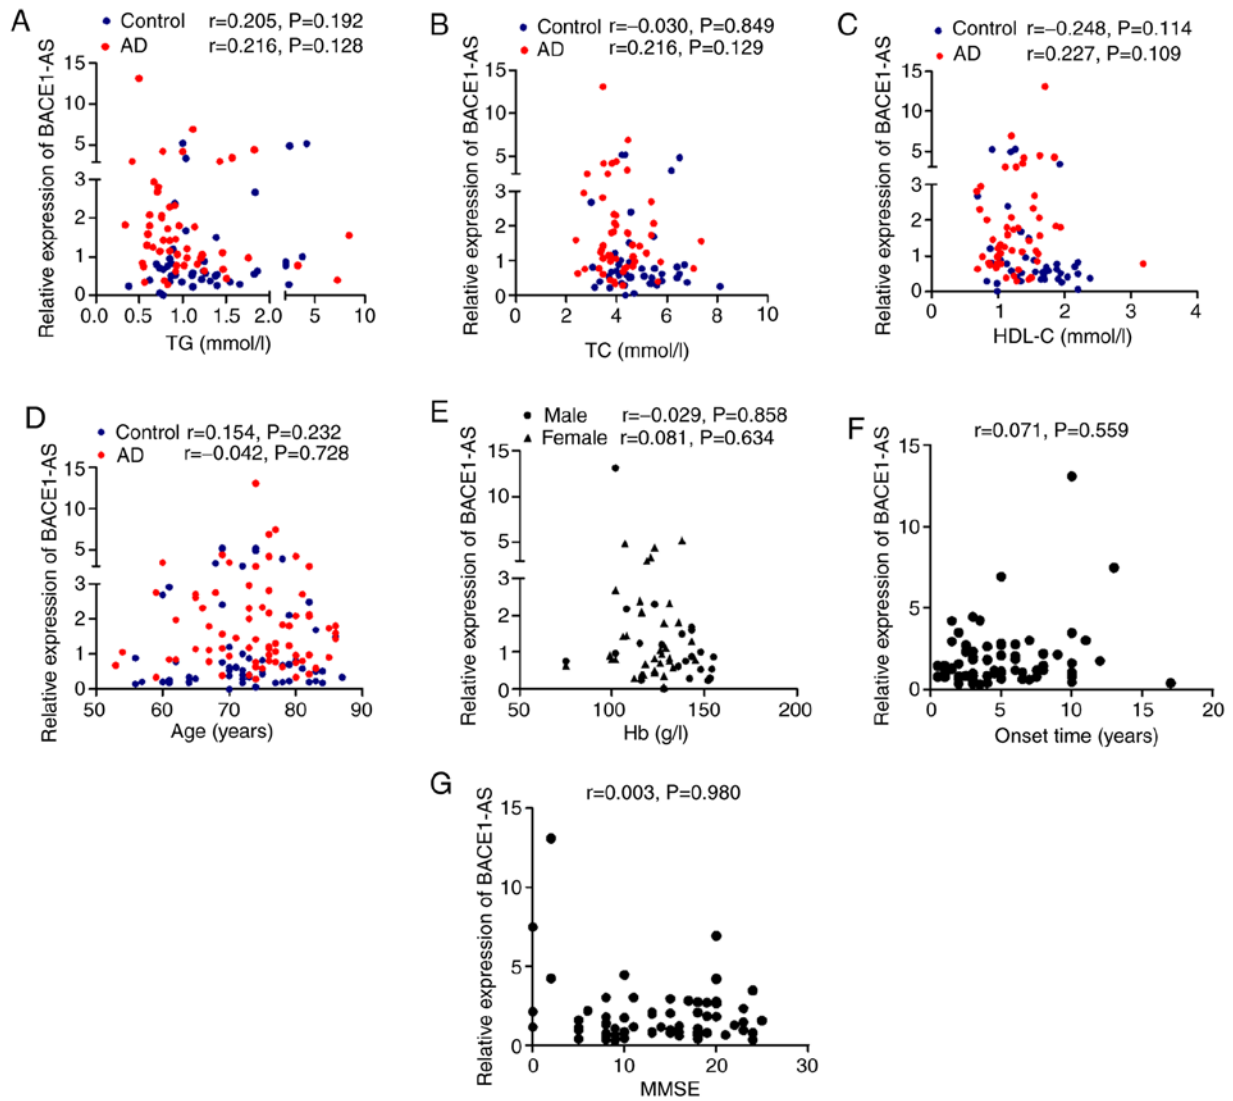 A
Control r=0.205, P=0.192
AD r=0.216, P=0.128
Relative expression of BACE1-AS
15
10
5
3
2
1
0
0.0 0.5 1.0 1.5 2.0 5 10
TG (mmol/l)
B
Control r=−0.030, P=0.849
AD r=0.216, P=0.129
Relative expression of BACE1-AS
15
10
5
3
2
1
0
0 2 4 6 8 10
TC (mmol/l)
C
Control r=−0.248, P=0.114
AD r=0.227, P=0.109
Relative expression of BACE1-AS
15
10
5
3
2
1
0
0 1 2 3 4
HDL-C (mmol/l)
D
Control r=0.154, P=0.232
AD r=−0.042, P=0.728
Relative expression of BACE1-AS
15
10
5
3
2
1
0
50 60 70 80 90
Age (years)
E
Male r=−0.029, P=0.858
Female r=0.081, P=0.634
Relative expression of BACE1-AS
15
10
5
3
2
1
0
50 100 150 200
Hb (g/l)
F
r=0.071, P=0.559
Relative expression of BACE1-AS
15
10
5
0
0 5 10 15 20
Onset time (years)
G
r=0.003, P=0.980
Relative expression of BACE1-AS
15
10
5
0
0 10 20 30
MMSE